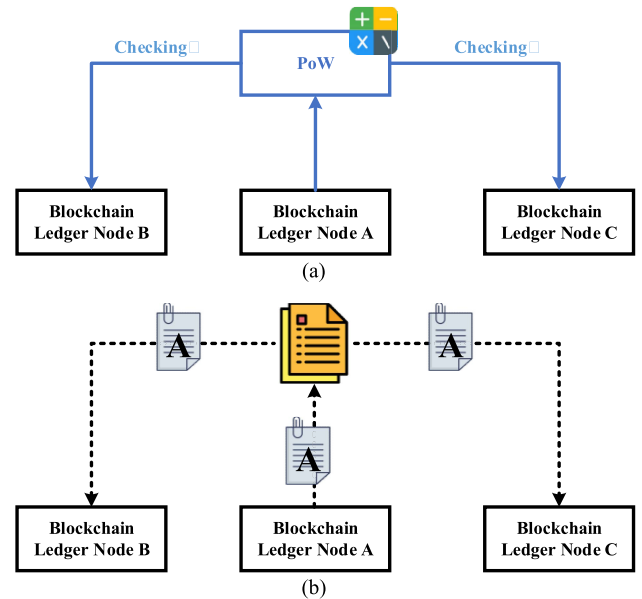 Checking
PoW
Checking
Blockchain
Ledger Node B
Blockchain
Ledger Node A
Blockchain
Ledger Node C
(a)
A
A
A
Blockchain
Ledger Node B
Blockchain
Ledger Node A
Blockchain
Ledger Node C
(b)